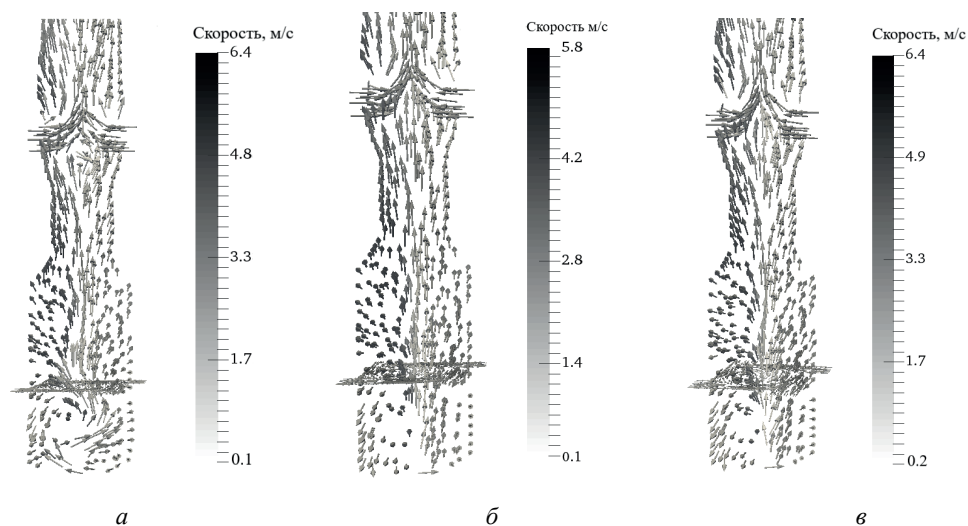 Скорость, м/с
6.4
4.8
3.3
1.7
0.1
а
Скорость, м/с
5.8
4.2
2.8
1.4
0.1
б
Скорость, м/с
6.4
4.9
3.3
1.7
0.2
в